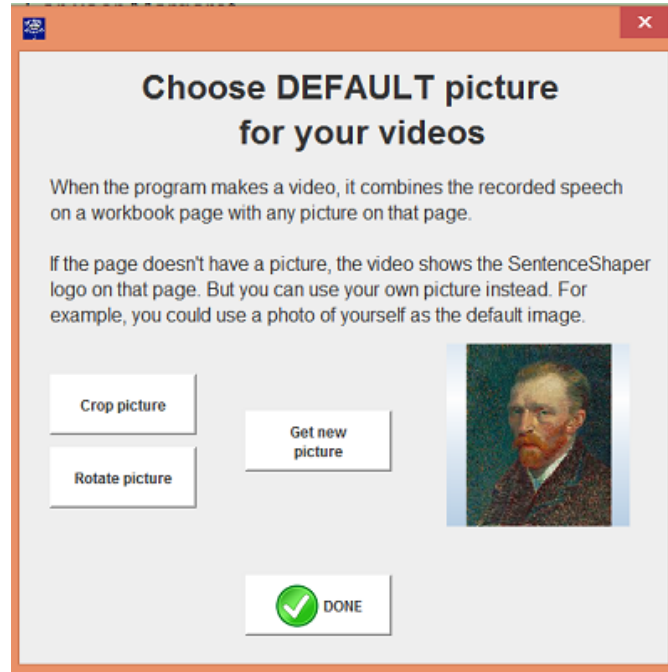 Choose DEFAULT picture
for your videos
When the program makes a video, it combines the recorded speech
on a workbook page with any picture on that page.
If the page doesn't have a picture, the video shows the SentenceShaper
logo on that page. But you can use your own picture instead. For
example, you could use a photo of yourself as the default image.
Crop picture
Get new
picture
Rotate picture
DONE